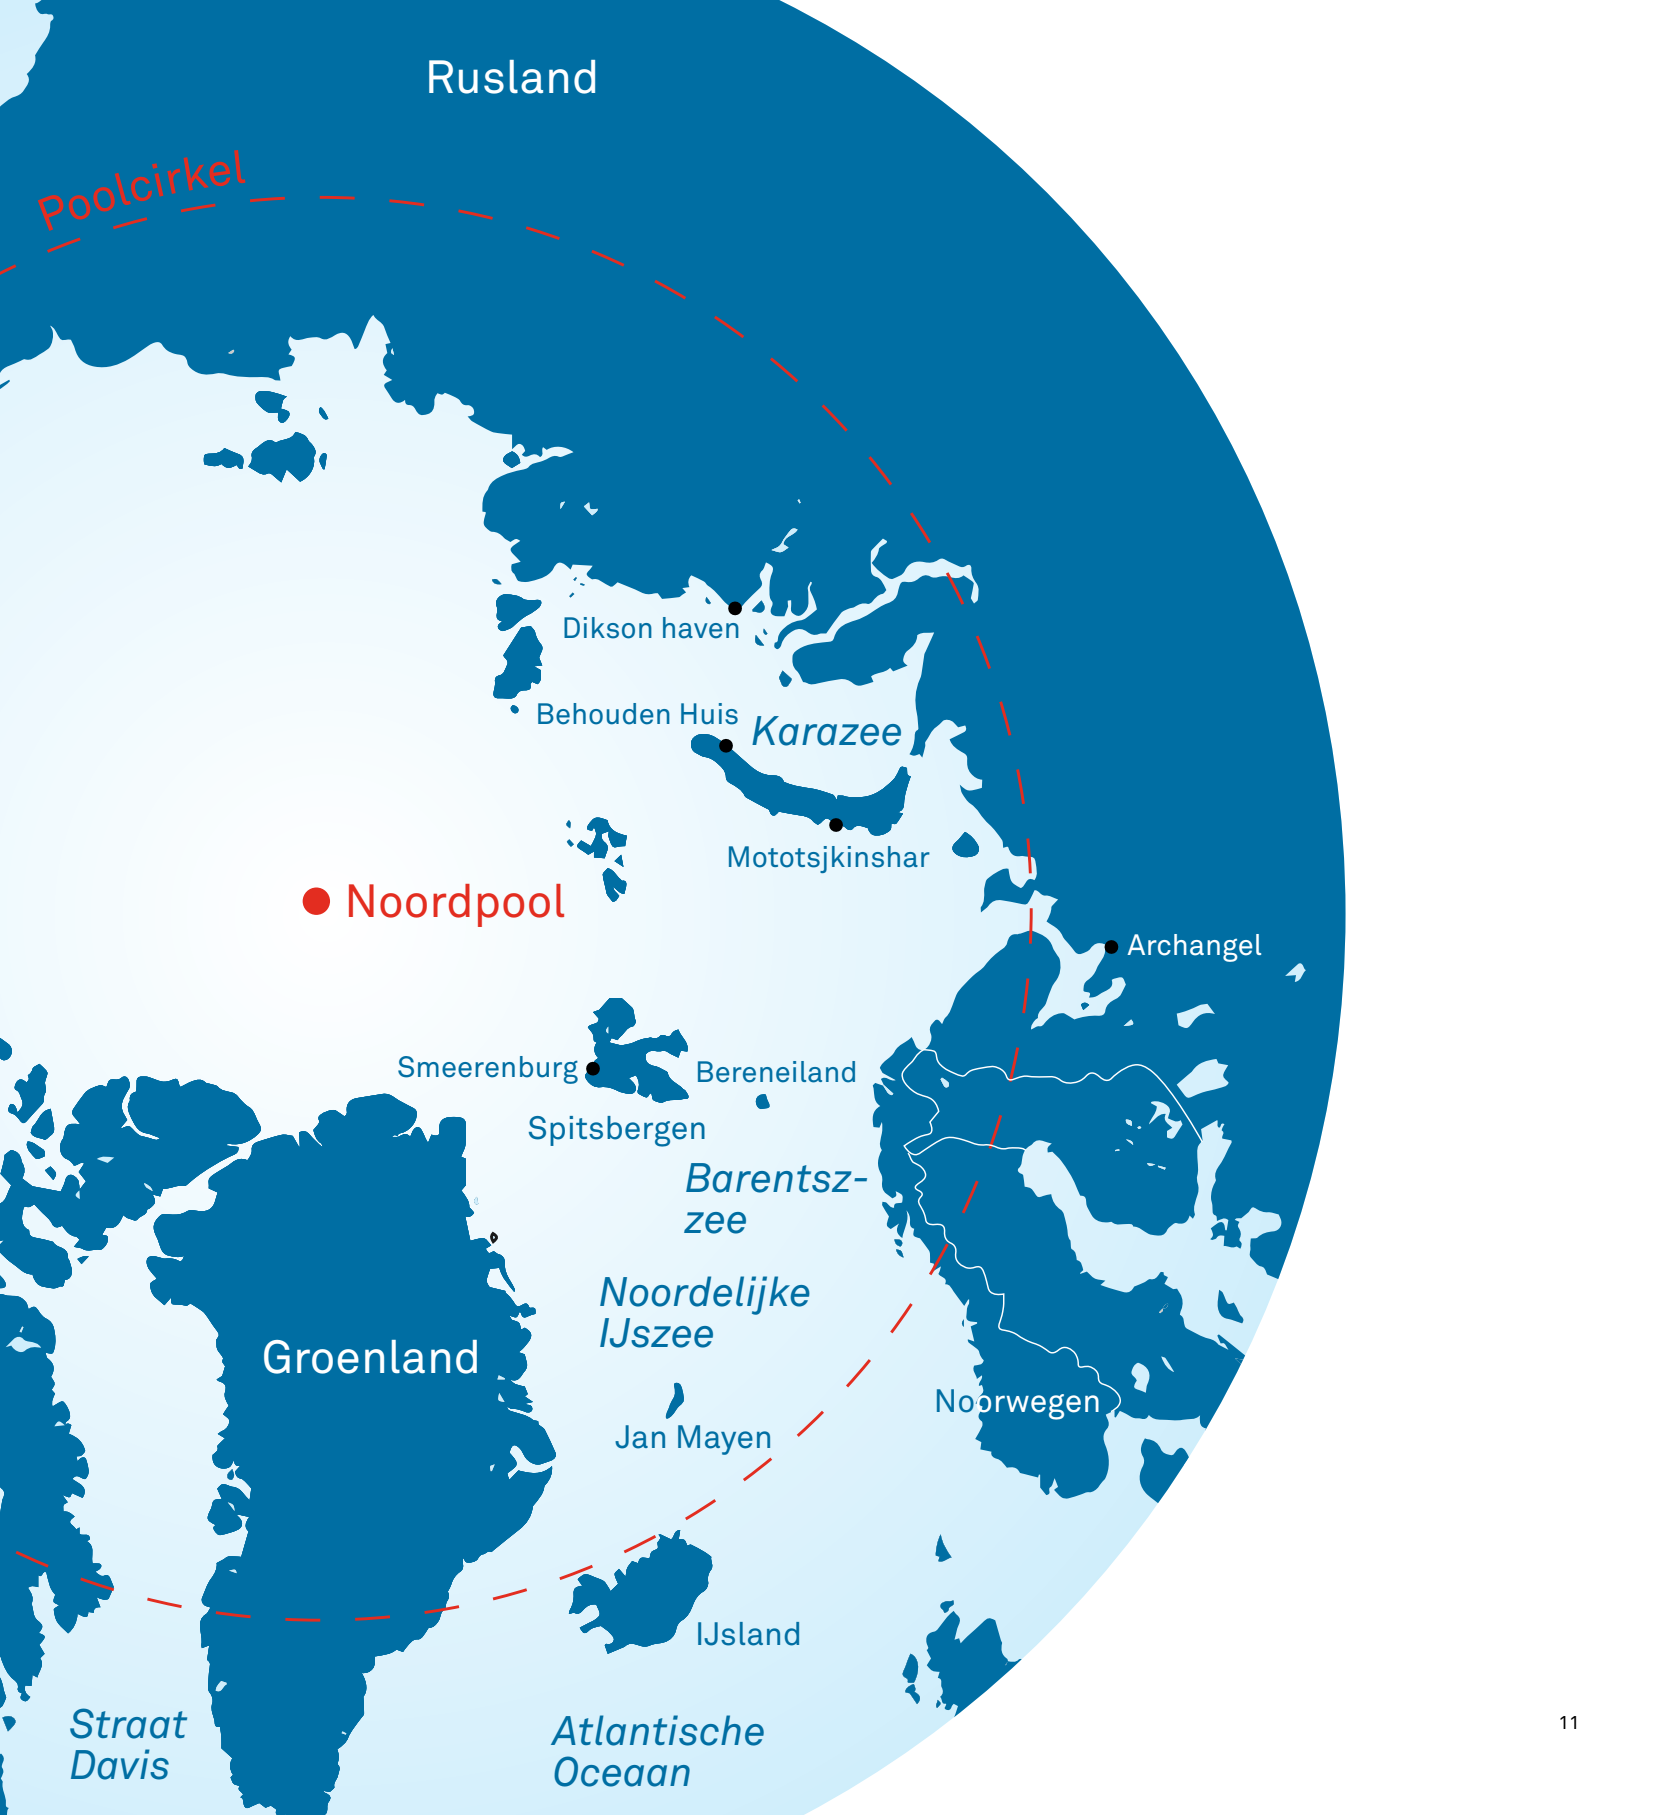 Rusland
Poolcirkel
Dikson haven
Behouden Huis
Karazee
Mototsjkinshar
Noordpool
Archangel
Smeerenburg
Bereneiland
Spitsbergen
Barentsz-
zee
Noordelijke
IJszee
Groenland
Noorwegen
Jan Mayen
IJsland
Straat
Davis
Atlantische
Oceaan
11